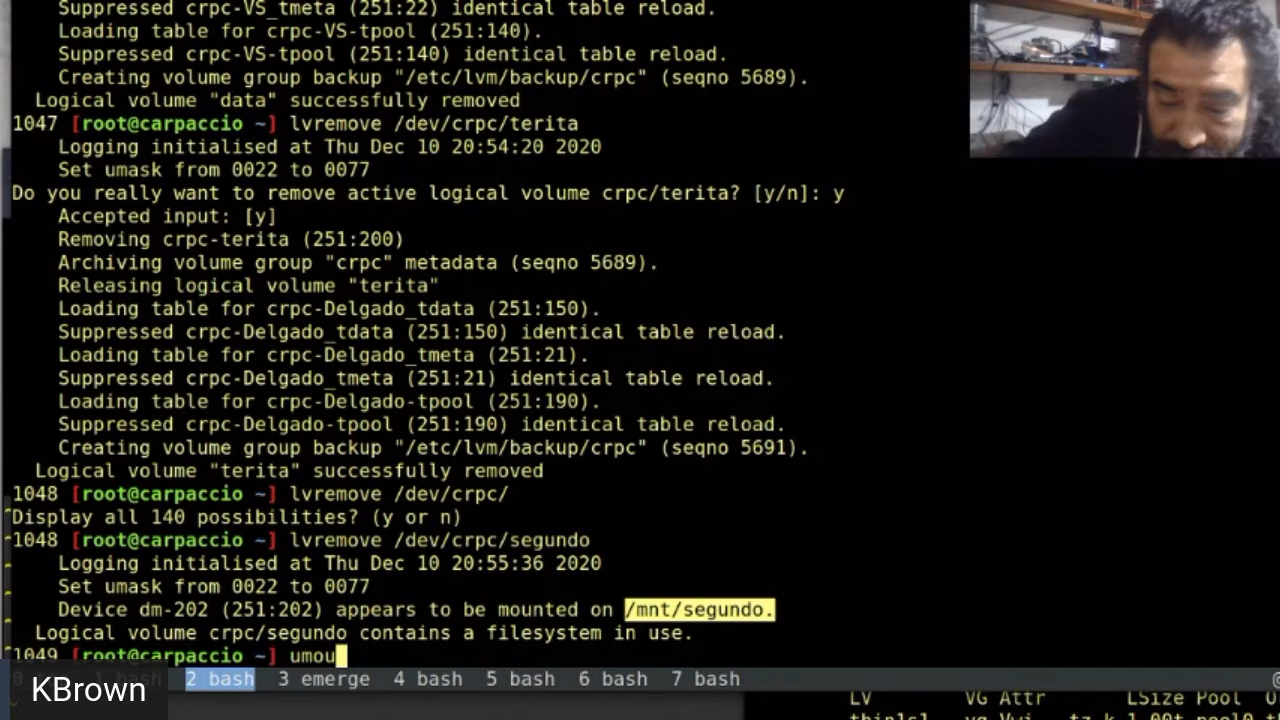 Suppressed crpc-VS_tmeta (251:22) identical table reload.
Loading table for crpc-VS-tpool (251:140).
Suppressed crpc-VS-tpool (251:140) identical table reload.
Creating volume group backup "/etc/lvm/backup/crpc" (seqno 5689).
Logical volume "data" successfully removed
1047 [root@carpaccio ~] lvremove /dev/crpc/terita
Logging initialised at Thu Dec 10 20:54:20 2020
Set umask from 0022 to 0077
Do you really want to remove active logical volume crpc/terita? [y/n]: y
Accepted input: [y]
Removing crpc-terita (251:200)
Archiving volume group "crpc" metadata (seqno 5689).
Releasing logical volume "terita"
Loading table for crpc-Delgado_tdata (251:150).
Suppressed crpc-Delgado_tdata (251:150) identical table reload.
Loading table for crpc-Delgado_tmeta (251:21).
Suppressed crpc-Delgado_tmeta (251:21) identical table reload.
Loading table for crpc-Delgado-tpool (251:190).
Suppressed crpc-Delgado-tpool (251:190) identical table reload.
Creating volume group backup "/etc/lvm/backup/crpc" (seqno 5691).
Logical volume "terita" successfully removed
1048 [root@carpaccio ~] lvremove /dev/crpc/
Display all 140 possibilities? (y or n)
1048 [root@carpaccio ~] lvremove /dev/crpc/segundo
Logging initialised at Thu Dec 10 20:55:36 2020
Set umask from 0022 to 0077
Device dm-202 (251:202) appears to be mounted on /mnt/segundo.
Logical volume crpc/segundo contains a filesystem in use.
1049 [root@carpaccio ~] umou
bash 2 bash 3 emerge 4 bash 5 bash 6 bash 7 bash
KBrown
LV VG Attr LSize Pool